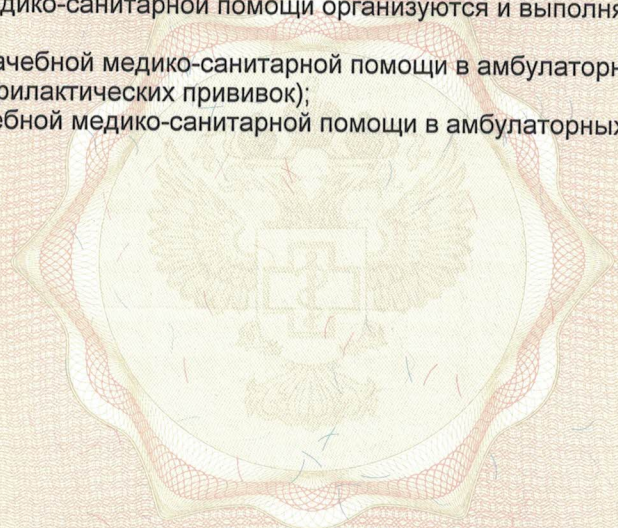 дико-санитарной помощи организуются и выполня
ачебной медико-санитарной помощи в амбулаторн
рилактических прививок);
ебной медико-санитарной помощи в амбулаторных